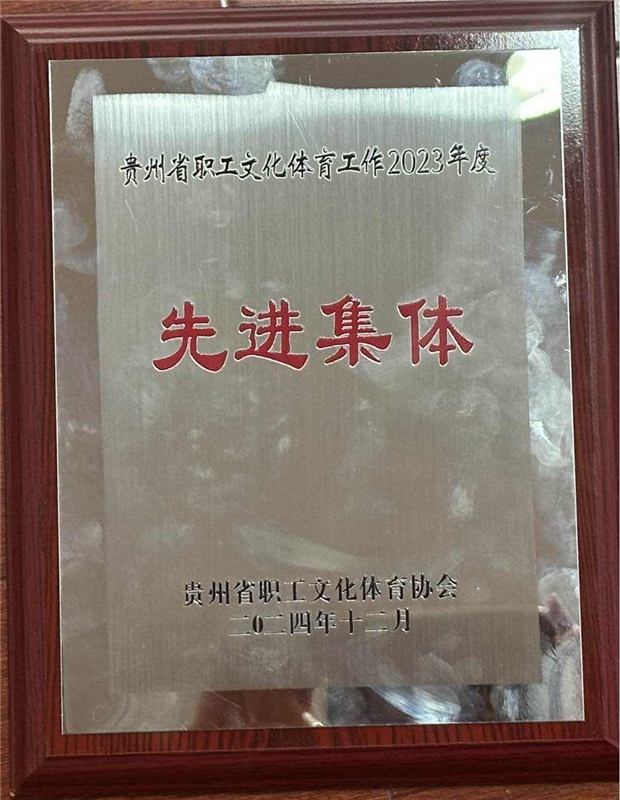 贵州省职工文化体育工作2023年度
先进集体
贵州省职工文化体育协会
二0二四年十二月